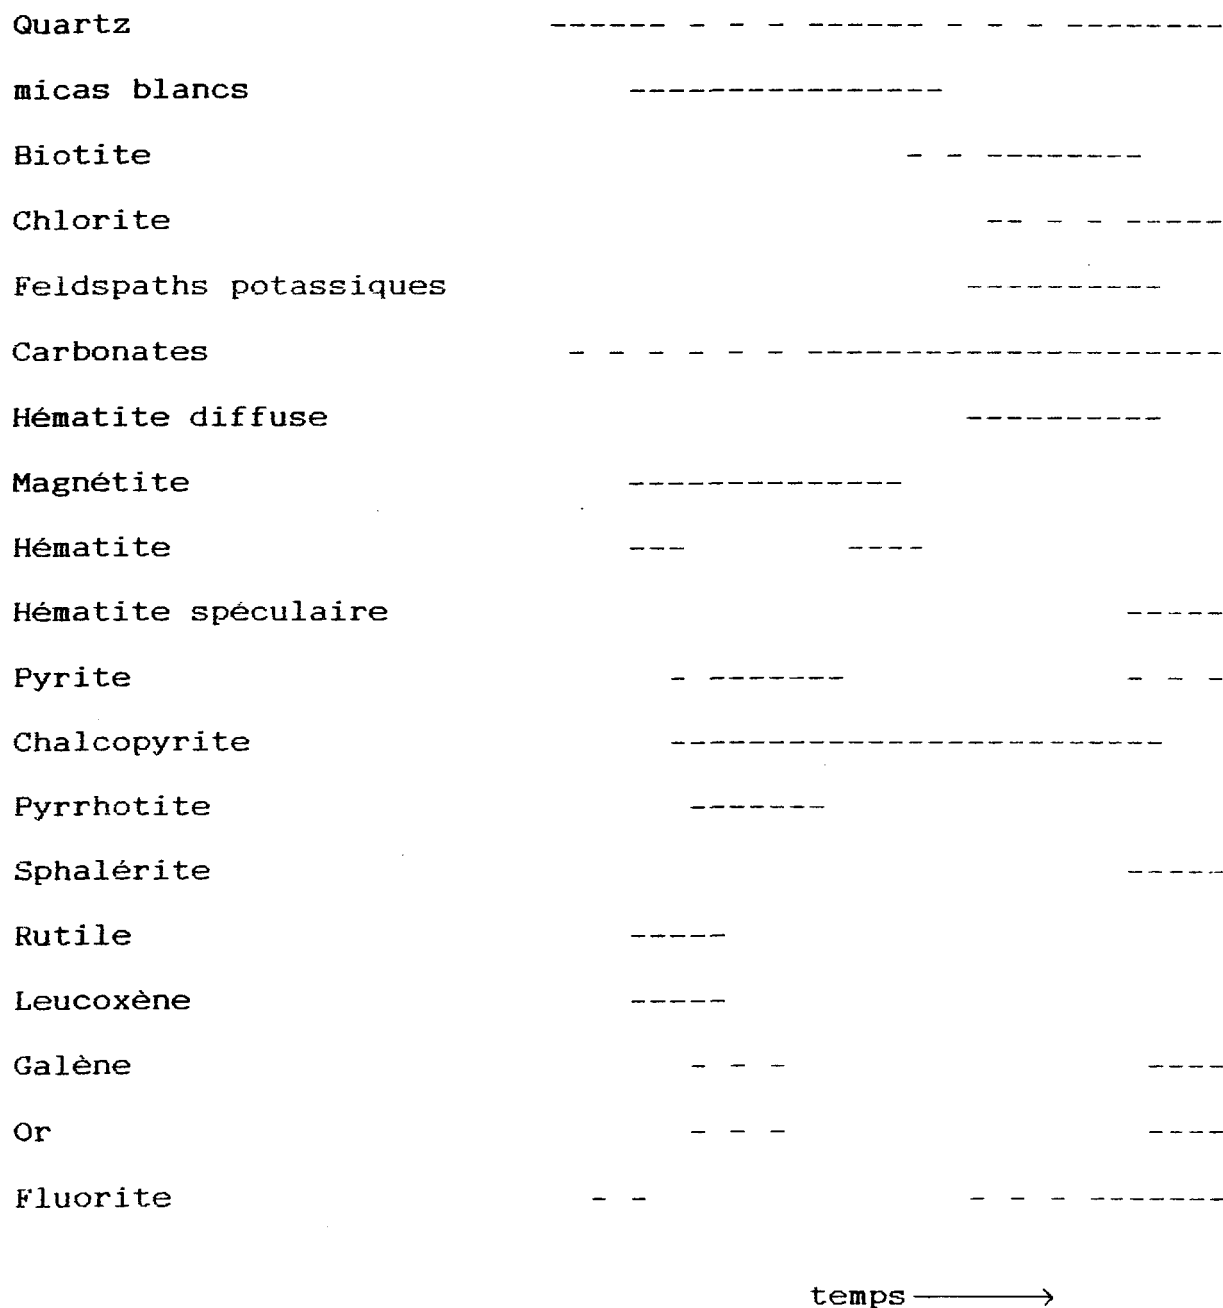 Quartz
micas blancs
Biotite
Chlorite
Feldspaths potassiques
Carbonates
Hématite diffuse
Magnétite
Hématite
Hématite spéculaire
Pyrite
Chalcopyrite
Pyrrhotite
Sphalérite
Rutile
Leucoxène
Galène
Or
Fluorite
temps